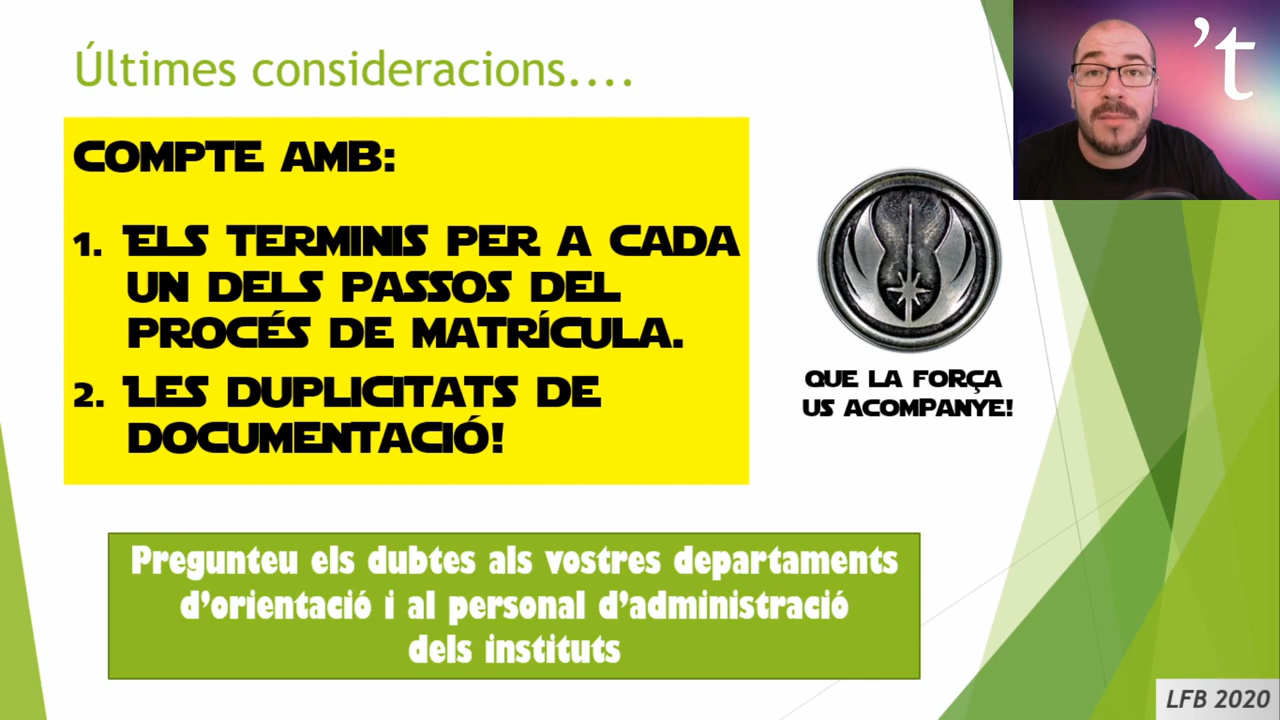 Últimes consideracions....
't
COMPTE AMB:
1. ELS TERMINIS PER A CADA
UN DELS PASSOS DEL
PROCÉS DE MATRÍCULA.
2. LES DUPLICITATS DE
DOCUMENTACIÓ!
QUE LA FORÇA
US ACOMPANYE!
Pregunteu els dubtes als vostres departaments
d'orientació i al personal d'administració
dels instituts
LFB 2020